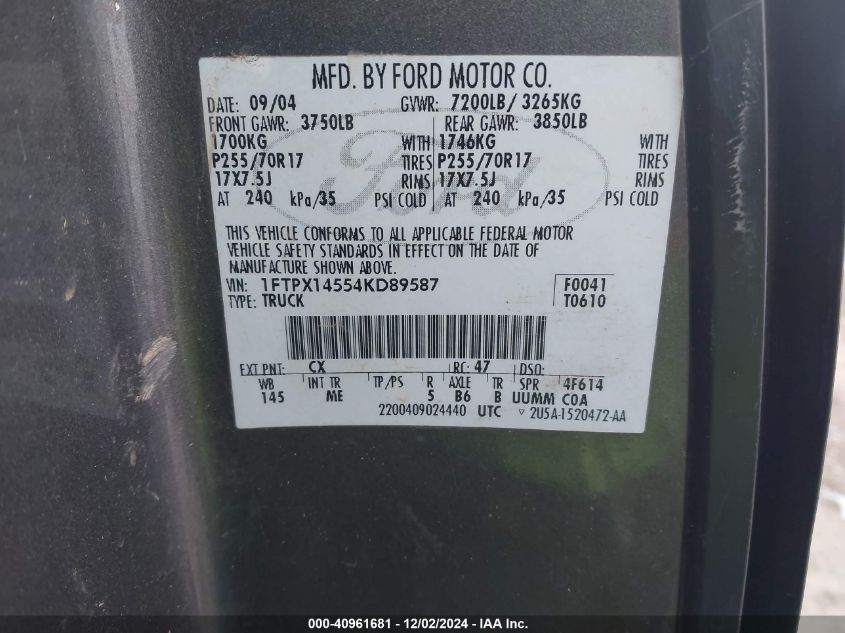 MFD. BY FORD MOTOR CO.
DATE: 09/04 GVWR: 7200LB/ 3265KG
FRONT GAWR: 3750LB REAR GAWR: 3850LB
1700KG WITH 1746KG WITH
P255/70R17 TIRES P255/70R17 TIRES
17X7.5J RIMS 17X7.5J RIMS
AT 240 kPa/35 PSI COLD AT 240 kPa/35 PSI COLD
Ford
THIS VEHICLE CONFORMS TO ALL APPLICABLE FEDERAL MOTOR
VEHICLE SAFETY STANDARDS IN EFFECT ON THE DATE OF
MANUFACTURE SHOWN ABOVE.
VIN: 1FTPX14554KD89587 F0041
TYPE: TRUCK T0610
EXT PNT: CX RC: 47 DSO:
WB INT TR TP/PS R AXLE TR SPR 4F614
145 ME 5 B6 B UUMM COA
2200409024440 UTC ▽ 2U5A-1520472-AA
000-40961681 - 12/02/2024 - IAA Inc.